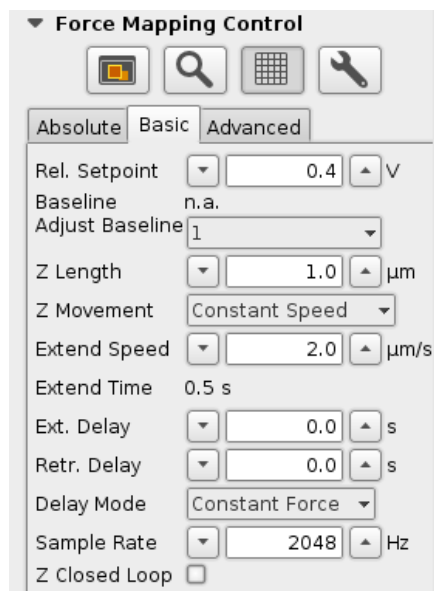 Force Mapping Control
Absolute Basic Advanced
Rel. Setpoint 0.4 V
Baseline n.a.
Adjust Baseline 1
Z Length 1.0 µm
Z Movement Constant Speed
Extend Speed 2.0 µm/s
Extend Time 0.5 s
Ext. Delay 0.0 s
Retr. Delay 0.0 s
Delay Mode Constant Force
Sample Rate 2048 Hz
Z Closed Loop